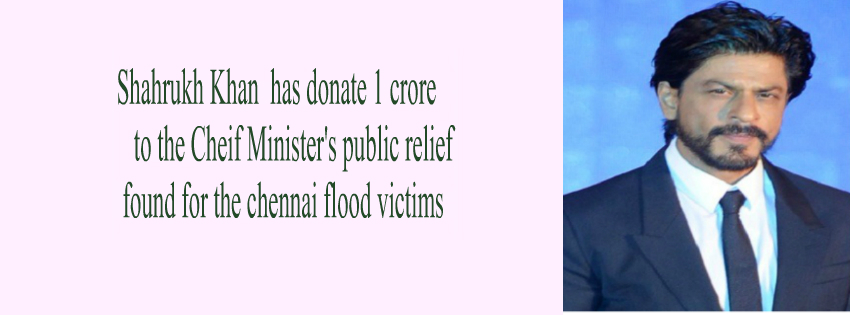 Shahrukh Khan has donate 1 crore
to the Cheif Minister's public relief
found for the chennai flood victims